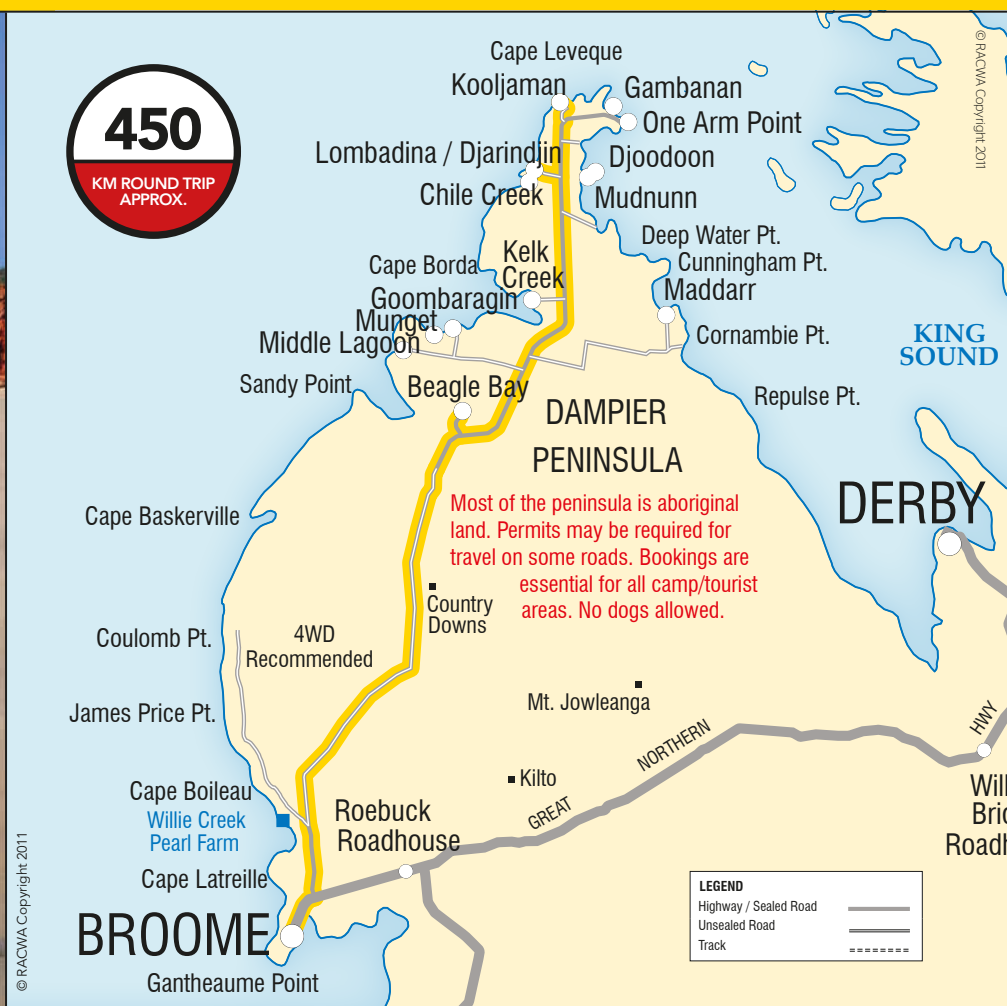 © RACWA Copyright 2011
Cape Leveque
Kooljaman
Gambanan
One Arm Point
450
KM ROUND TRIP
APPROX.
Lombadina / Djarindjin
Djoodoon
Chile Creek
Mudnunn
Deep Water Pt.
Kelk
Creek
Cape Borda
Cunningham Pt.
Goombaragin
Maddarr
Munget
Middle Lagoon
Cornambie Pt.
KING
SOUND
Sandy Point
Beagle Bay
Repulse Pt.
DAMPIER
PENINSULA
DERBY
Most of the peninsula is aboriginal
land. Permits may be required for
travel on some roads. Bookings are
essential for all camp/tourist
areas. No dogs allowed.
Cape Baskerville
Country
Downs
Coulomb Pt.
4WD
Recommended
Mt. Jowleanga
James Price Pt.
GREAT NORTHERN HWY
Kilto
Cape Boileau
Willie Creek
Pearl Farm
Roebuck
Roadhouse
Cape Latreille
BROOME
Gantheaume Point
LEGEND
Highway / Sealed Road
Unsealed Road
Track
© RACWA Copyright 2011